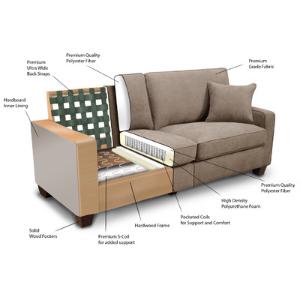 Premium Quality
Polyester Fiber
Premium
Grade Fabric
Premium
Ultra Wide
Back Straps
Hardboard
Inner Lining
Premium Quality
Polyester Fiber
High Density
Polyurethane Foam
Pocketed Coils
for Support and Comfort
Hardwood Frame
Premium S-Coil
for added support
Solid
Wood Posters